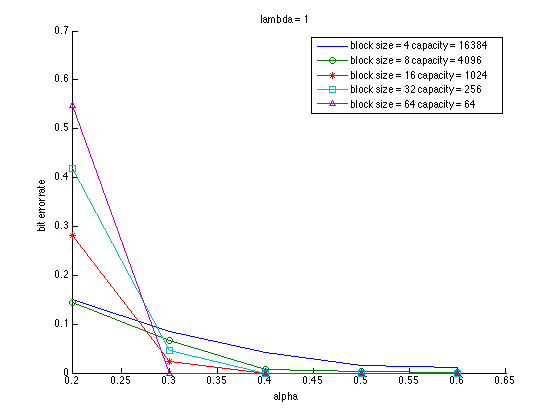 lambda = 1
block size = 4 capacity = 16384
block size = 8 capacity = 4096
block size = 16 capacity = 1024
block size = 32 capacity = 256
block size = 64 capacity = 64
0.7
0.6
0.5
0.4
0.3
0.2
0.1
0
bit error rate
0.2 0.25 0.3 0.35 0.4 0.45 0.5 0.55 0.6 0.65
alpha